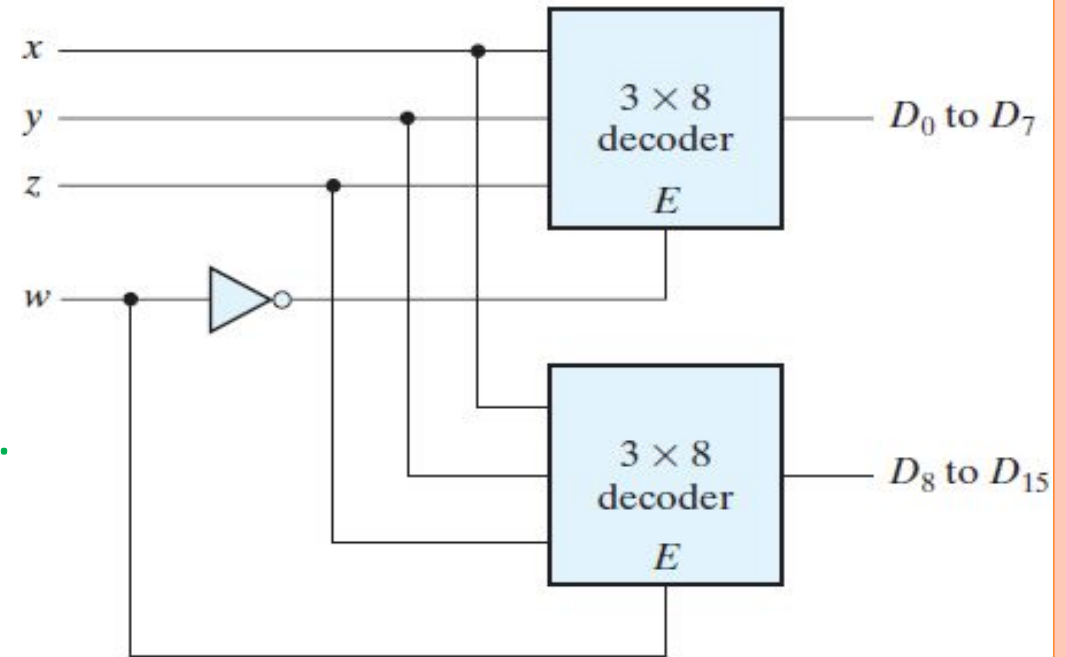 x
y
z
w
3 × 8
decoder
E
D₀ to D₇
3 × 8
decoder
E
D₈ to D₁₅